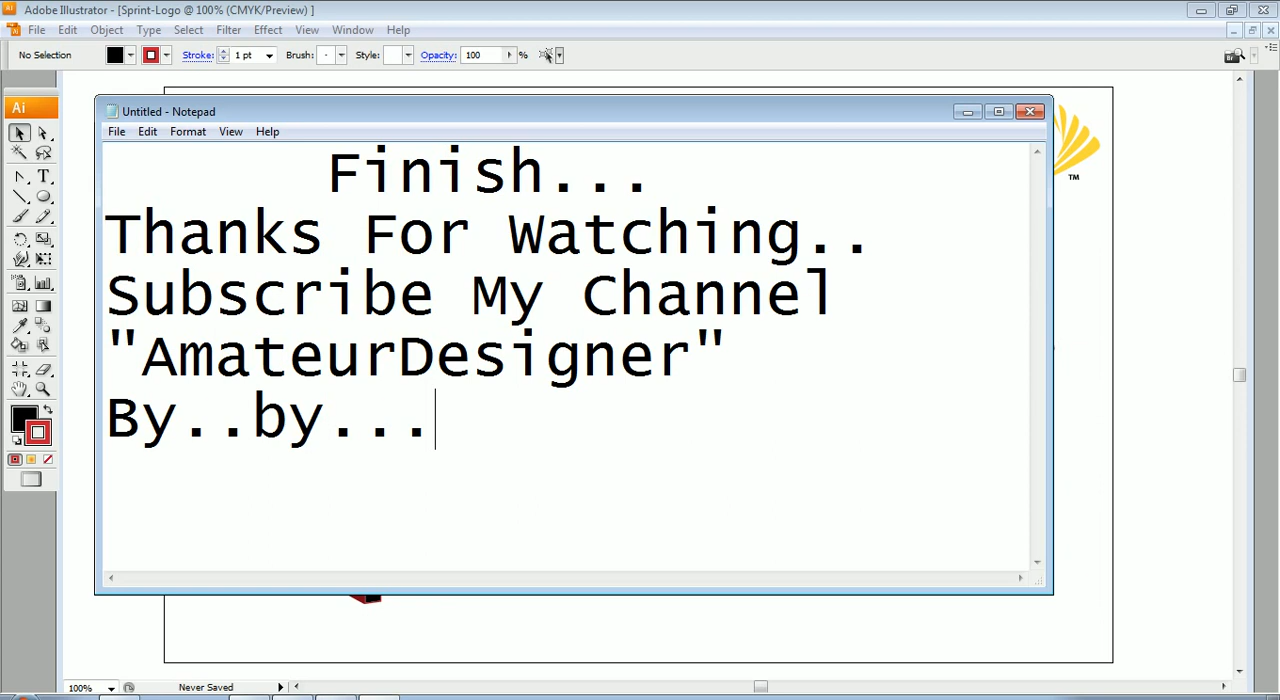 Adobe Illustrator - [Sprint-Logo @ 100% (CMYK/Preview) ]
File Edit Object Type Select Filter Effect View Window Help
No Selection Stroke: 1 pt Brush: Style: Opacity: 100 %
Ai
Untitled - Notepad
File Edit Format View Help
Finish...
Thanks For Watching..
Subscribe My Channel
"AmateurDesigner"
By..by...
TM
100% Never Saved